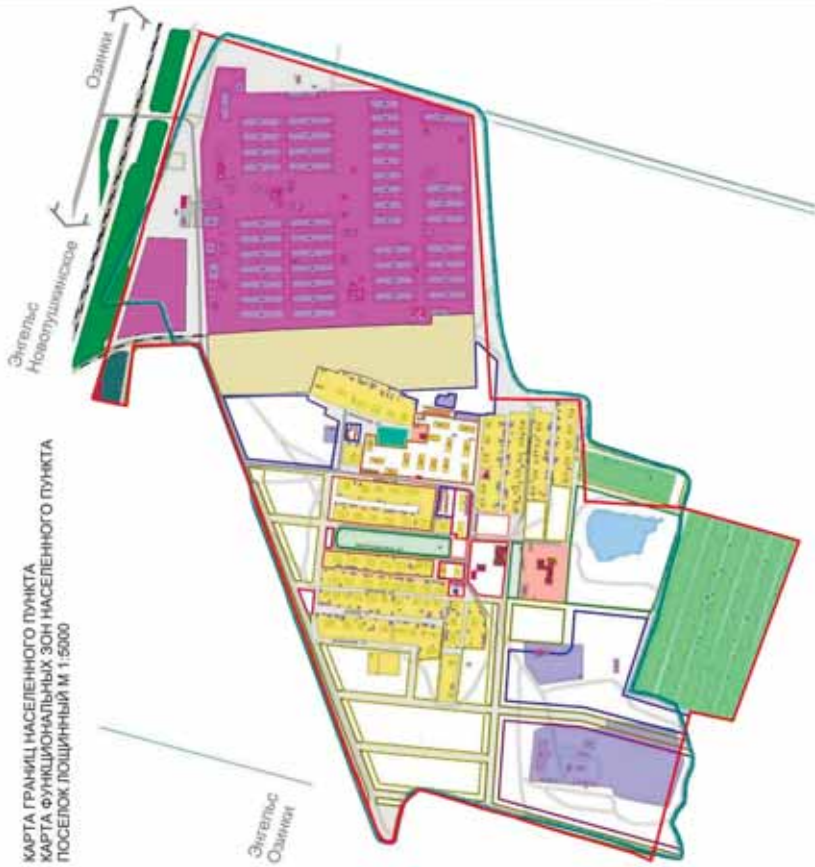 КАРТА ГРАНИЦ НАСЕЛЕННОГО ПУНКТА
КАРТА ФУНКЦИОНАЛЬНЫХ ЗОН НАСЕЛЕННОГО ПУНКТА
ПОСЕЛОК ЛОЩИННЫЙ М 1:5000
Энгельс
Новопушкинское
Озинки
Энгельс
Озинки